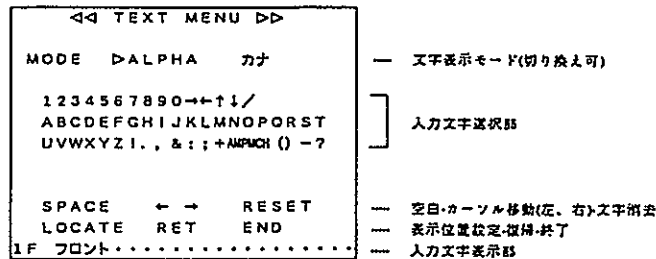 ◁◁ TEXT MENU ▷▷
MODE ▷ALPHA カナ — 文字表示モード(切り換え可)
1234567890→←↑↓/
ABCDEFGHIJKLMNOPQRST 入力文字選択部
UVWXYZ!., &:;+AMPMCH()−?
SPACE ← → RESET — 空白・カーソル移動(左、右)・文字消去
LOCATE RET END — 表示位置設定・復帰・終了
1F フロント・・・・・・・・・・・・・・・・・ — 入力文字表示部